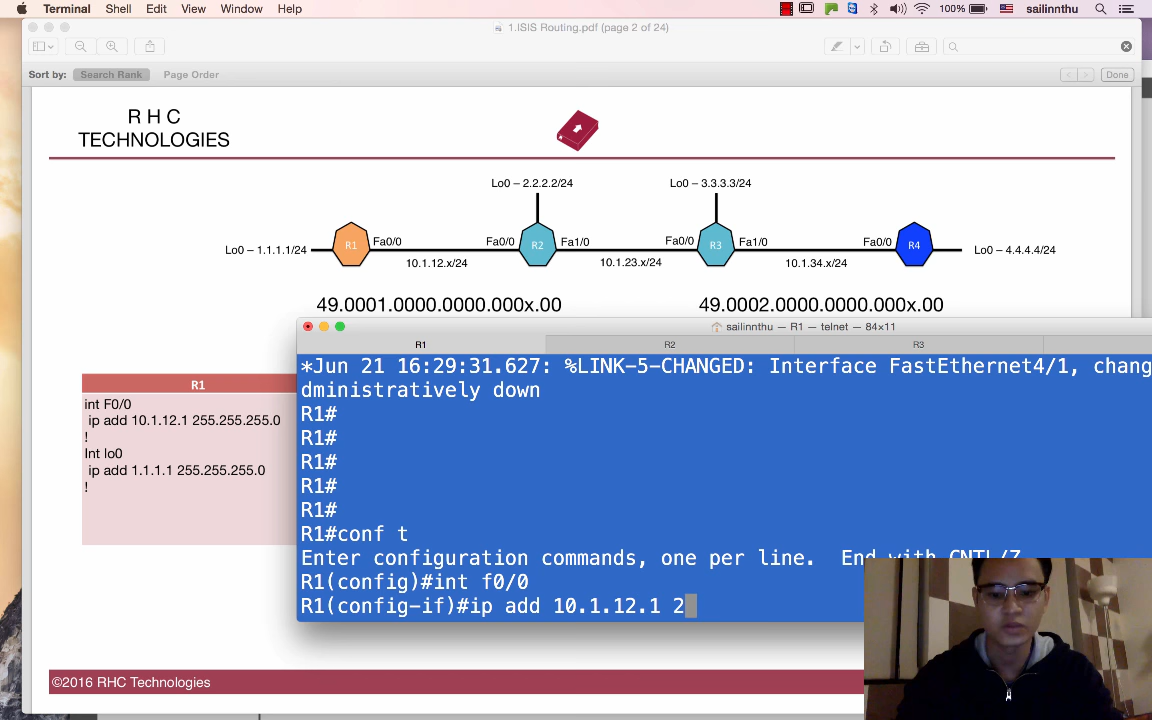 Terminal Shell Edit View Window Help 100% sailinnthu
1.ISIS Routing.pdf (page 2 of 24)
Sort by: Search Rank Page Order Done
R H C
TECHNOLOGIES
Lo0 – 2.2.2.2/24 Lo0 – 3.3.3.3/24
Lo0 – 1.1.1.1/24 R1 Fa0/0 Fa0/0 R2 Fa1/0 Fa0/0 R3 Fa1/0 Fa0/0 R4 Lo0 – 4.4.4.4/24
10.1.12.x/24 10.1.23.x/24 10.1.34.x/24
49.0001.0000.0000.000x.00 49.0002.0000.0000.000x.00
sailinnthu — R1 — telnet — 84×11
R1 R2 R3
R1
int F0/0
ip add 10.1.12.1 255.255.255.0
!
Int lo0
ip add 1.1.1.1 255.255.255.0
!
*Jun 21 16:29:31.627: %LINK-5-CHANGED: Interface FastEthernet4/1, chang
dministratively down
R1#
R1#
R1#
R1#
R1#
R1#conf t
Enter configuration commands, one per line. End with CNTL/Z
R1(config)#int f0/0
R1(config-if)#ip add 10.1.12.1 2
©2016 RHC Technologies